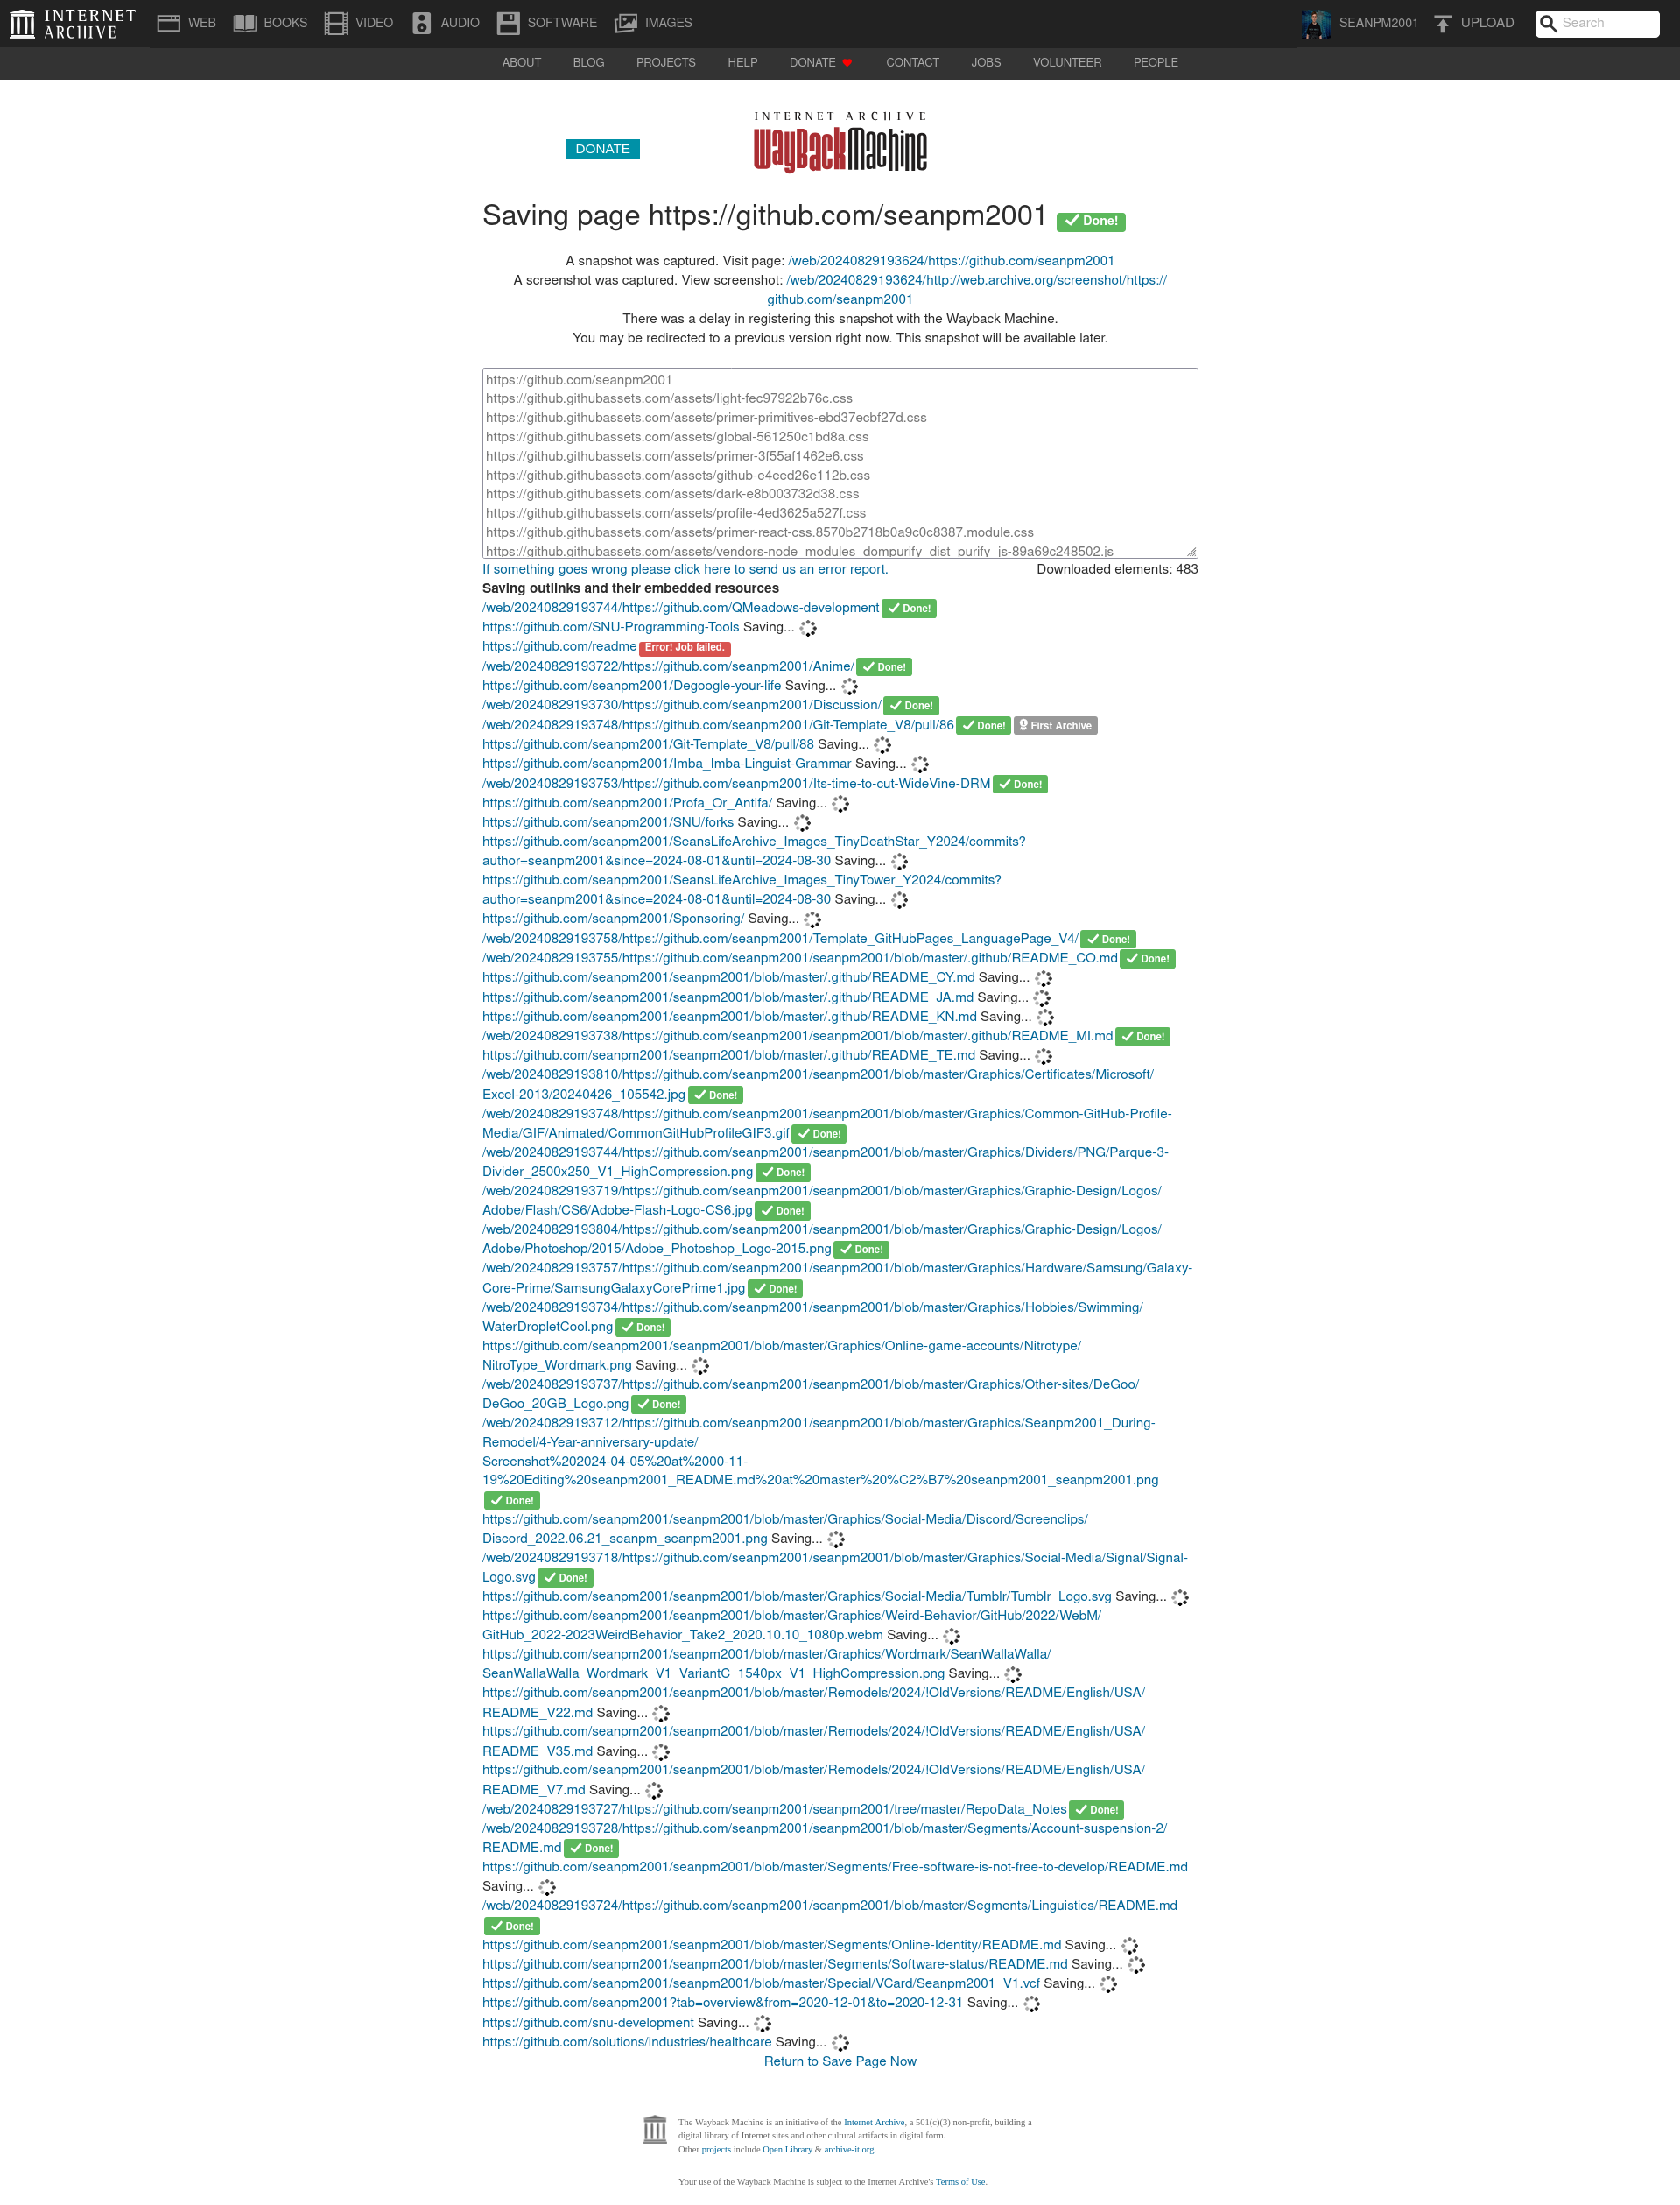 INTERNET ARCHIVE
WEB BOOKS VIDEO AUDIO SOFTWARE IMAGES SEANPM2001 UPLOAD Search
ABOUT BLOG PROJECTS HELP DONATE CONTACT JOBS VOLUNTEER PEOPLE
DONATE
INTERNET ARCHIVE
WayBackMachine
Saving page https://github.com/seanpm2001 Done!
A snapshot was captured. Visit page: /web/20240829193624/https://github.com/seanpm2001
A screenshot was captured. View screenshot: /web/20240829193624/http://web.archive.org/screenshot/https://
github.com/seanpm2001
There was a delay in registering this snapshot with the Wayback Machine.
You may be redirected to a previous version right now. This snapshot will be available later.
https://github.com/seanpm2001
https://github.githubassets.com/assets/light-fec97922b76c.css
https://github.githubassets.com/assets/primer-primitives-ebd37ecbf27d.css
https://github.githubassets.com/assets/global-561250c1bd8a.css
https://github.githubassets.com/assets/primer-3f55af1462e6.css
https://github.githubassets.com/assets/github-e4eed26e112b.css
https://github.githubassets.com/assets/dark-e8b003732d38.css
https://github.githubassets.com/assets/profile-4ed3625a527f.css
https://github.githubassets.com/assets/primer-react-css.8570b2718b0a9c0c8387.module.css
https://github.githubassets.com/assets/vendors-node_modules_dompurify_dist_purify_js-89a69c248502.js
If something goes wrong please click here to send us an error report. Downloaded elements: 483
Saving outlinks and their embedded resources
/web/20240829193744/https://github.com/QMeadows-development Done!
https://github.com/SNU-Programming-Tools Saving...
https://github.com/readme Error! Job failed.
/web/20240829193722/https://github.com/seanpm2001/Anime/ Done!
https://github.com/seanpm2001/Degoogle-your-life Saving...
/web/20240829193730/https://github.com/seanpm2001/Discussion/ Done!
/web/20240829193748/https://github.com/seanpm2001/Git-Template_V8/pull/86 Done! First Archive
https://github.com/seanpm2001/Git-Template_V8/pull/88 Saving...
https://github.com/seanpm2001/Imba_Imba-Linguist-Grammar Saving...
/web/20240829193753/https://github.com/seanpm2001/Its-time-to-cut-WideVine-DRM Done!
https://github.com/seanpm2001/Profa_Or_Antifa/ Saving...
https://github.com/seanpm2001/SNU/forks Saving...
https://github.com/seanpm2001/SeansLifeArchive_Images_TinyDeathStar_Y2024/commits?
author=seanpm2001&since=2024-08-01&until=2024-08-30 Saving...
https://github.com/seanpm2001/SeansLifeArchive_Images_TinyTower_Y2024/commits?
author=seanpm2001&since=2024-08-01&until=2024-08-30 Saving...
https://github.com/seanpm2001/Sponsoring/ Saving...
/web/20240829193758/https://github.com/seanpm2001/Template_GitHubPages_LanguagePage_V4/ Done!
/web/20240829193755/https://github.com/seanpm2001/seanpm2001/blob/master/.github/README_CO.md Done!
https://github.com/seanpm2001/seanpm2001/blob/master/.github/README_CY.md Saving...
https://github.com/seanpm2001/seanpm2001/blob/master/.github/README_JA.md Saving...
https://github.com/seanpm2001/seanpm2001/blob/master/.github/README_KN.md Saving...
/web/20240829193738/https://github.com/seanpm2001/seanpm2001/blob/master/.github/README_MI.md Done!
https://github.com/seanpm2001/seanpm2001/blob/master/.github/README_TE.md Saving...
/web/20240829193810/https://github.com/seanpm2001/seanpm2001/blob/master/Graphics/Certificates/Microsoft/
Excel-2013/20240426_105542.jpg Done!
/web/20240829193748/https://github.com/seanpm2001/seanpm2001/blob/master/Graphics/Common-GitHub-Profile-
Media/GIF/Animated/CommonGitHubProfileGIF3.gif Done!
/web/20240829193744/https://github.com/seanpm2001/seanpm2001/blob/master/Graphics/Dividers/PNG/Parque-3-
Divider_2500x250_V1_HighCompression.png Done!
/web/20240829193719/https://github.com/seanpm2001/seanpm2001/blob/master/Graphics/Graphic-Design/Logos/
Adobe/Flash/CS6/Adobe-Flash-Logo-CS6.jpg Done!
/web/20240829193804/https://github.com/seanpm2001/seanpm2001/blob/master/Graphics/Graphic-Design/Logos/
Adobe/Photoshop/2015/Adobe_Photoshop_Logo-2015.png Done!
/web/20240829193757/https://github.com/seanpm2001/seanpm2001/blob/master/Graphics/Hardware/Samsung/Galaxy-
Core-Prime/SamsungGalaxyCorePrime1.jpg Done!
/web/20240829193734/https://github.com/seanpm2001/seanpm2001/blob/master/Graphics/Hobbies/Swimming/
WaterDropletCool.png Done!
https://github.com/seanpm2001/seanpm2001/blob/master/Graphics/Online-game-accounts/Nitrotype/
NitroType_Wordmark.png Saving...
/web/20240829193737/https://github.com/seanpm2001/seanpm2001/blob/master/Graphics/Other-sites/DeGoo/
DeGoo_20GB_Logo.png Done!
/web/20240829193712/https://github.com/seanpm2001/seanpm2001/blob/master/Graphics/Seanpm2001_During-
Remodel/4-Year-anniversary-update/
Screenshot%202024-04-05%20at%2000-11-
19%20Editing%20seanpm2001_README.md%20at%20master%20%C2%B7%20seanpm2001_seanpm2001.png
Done!
https://github.com/seanpm2001/seanpm2001/blob/master/Graphics/Social-Media/Discord/Screenclips/
Discord_2022.06.21_seanpm_seanpm2001.png Saving...
/web/20240829193718/https://github.com/seanpm2001/seanpm2001/blob/master/Graphics/Social-Media/Signal/Signal-
Logo.svg Done!
https://github.com/seanpm2001/seanpm2001/blob/master/Graphics/Social-Media/Tumblr/Tumblr_Logo.svg Saving...
https://github.com/seanpm2001/seanpm2001/blob/master/Graphics/Weird-Behavior/GitHub/2022/WebM/
GitHub_2022-2023WeirdBehavior_Take2_2020.10.10_1080p.webm Saving...
https://github.com/seanpm2001/seanpm2001/blob/master/Graphics/Wordmark/SeanWallaWalla/
SeanWallaWalla_Wordmark_V1_VariantC_1540px_V1_HighCompression.png Saving...
https://github.com/seanpm2001/seanpm2001/blob/master/Remodels/2024/!OldVersions/README/English/USA/
README_V22.md Saving...
https://github.com/seanpm2001/seanpm2001/blob/master/Remodels/2024/!OldVersions/README/English/USA/
README_V35.md Saving...
https://github.com/seanpm2001/seanpm2001/blob/master/Remodels/2024/!OldVersions/README/English/USA/
README_V7.md Saving...
/web/20240829193727/https://github.com/seanpm2001/seanpm2001/tree/master/RepoData_Notes Done!
/web/20240829193728/https://github.com/seanpm2001/seanpm2001/blob/master/Segments/Account-suspension-2/
README.md Done!
https://github.com/seanpm2001/seanpm2001/blob/master/Segments/Free-software-is-not-free-to-develop/README.md
Saving...
/web/20240829193724/https://github.com/seanpm2001/seanpm2001/blob/master/Segments/Linguistics/README.md
Done!
https://github.com/seanpm2001/seanpm2001/blob/master/Segments/Online-Identity/README.md Saving...
https://github.com/seanpm2001/seanpm2001/blob/master/Segments/Software-status/README.md Saving...
https://github.com/seanpm2001/seanpm2001/blob/master/Special/VCard/Seanpm2001_V1.vcf Saving...
https://github.com/seanpm2001?tab=overview&from=2020-12-01&to=2020-12-31 Saving...
https://github.com/snu-development Saving...
https://github.com/solutions/industries/healthcare Saving...
Return to Save Page Now
The Wayback Machine is an initiative of the Internet Archive, a 501(c)(3) non-profit, building a
digital library of Internet sites and other cultural artifacts in digital form.
Other projects include Open Library & archive-it.org.
Your use of the Wayback Machine is subject to the Internet Archive's Terms of Use.